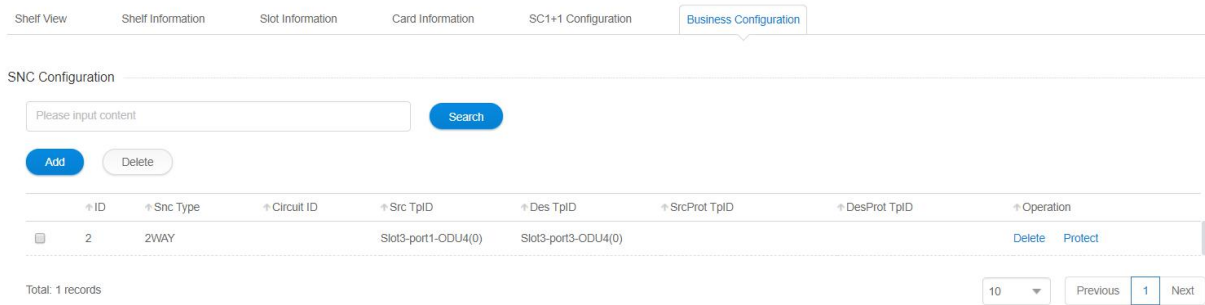 Shelf View Shelf Information Slot Information Card Information SC1+1 Configuration Business Configuration
SNC Configuration
Please input content Search
Add Delete
ID Snc Type Circuit ID Src TpID Des TpID SrcProt TpID DesProt TpID Operation
2 2WAY Slot3-port1-ODU4(0) Slot3-port3-ODU4(0) Delete Protect
Total: 1 records 10 Previous 1 Next